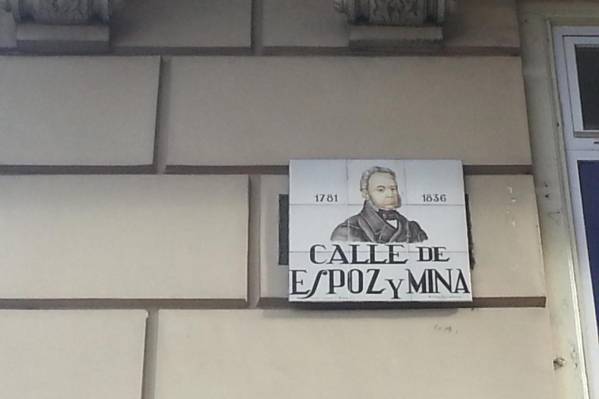 1781 1836
CALLE DE
ESPOZ Y MINA